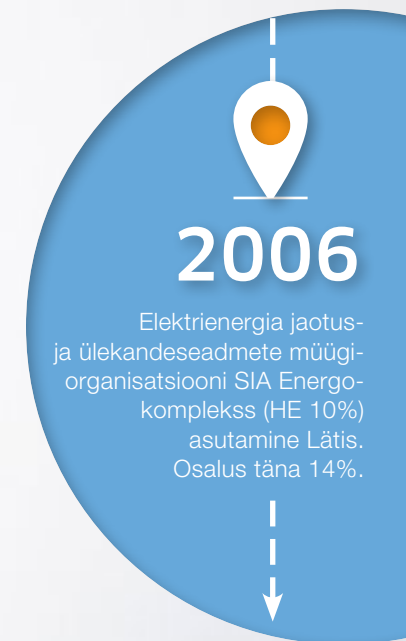 2006
Elektrienergia jaotus-
ja ülekandeseadmete müügi-
organisatsiooni SIA Energo-
komplekss (HE 10%)
asutamine Lätis.
Osalus täna 14%.